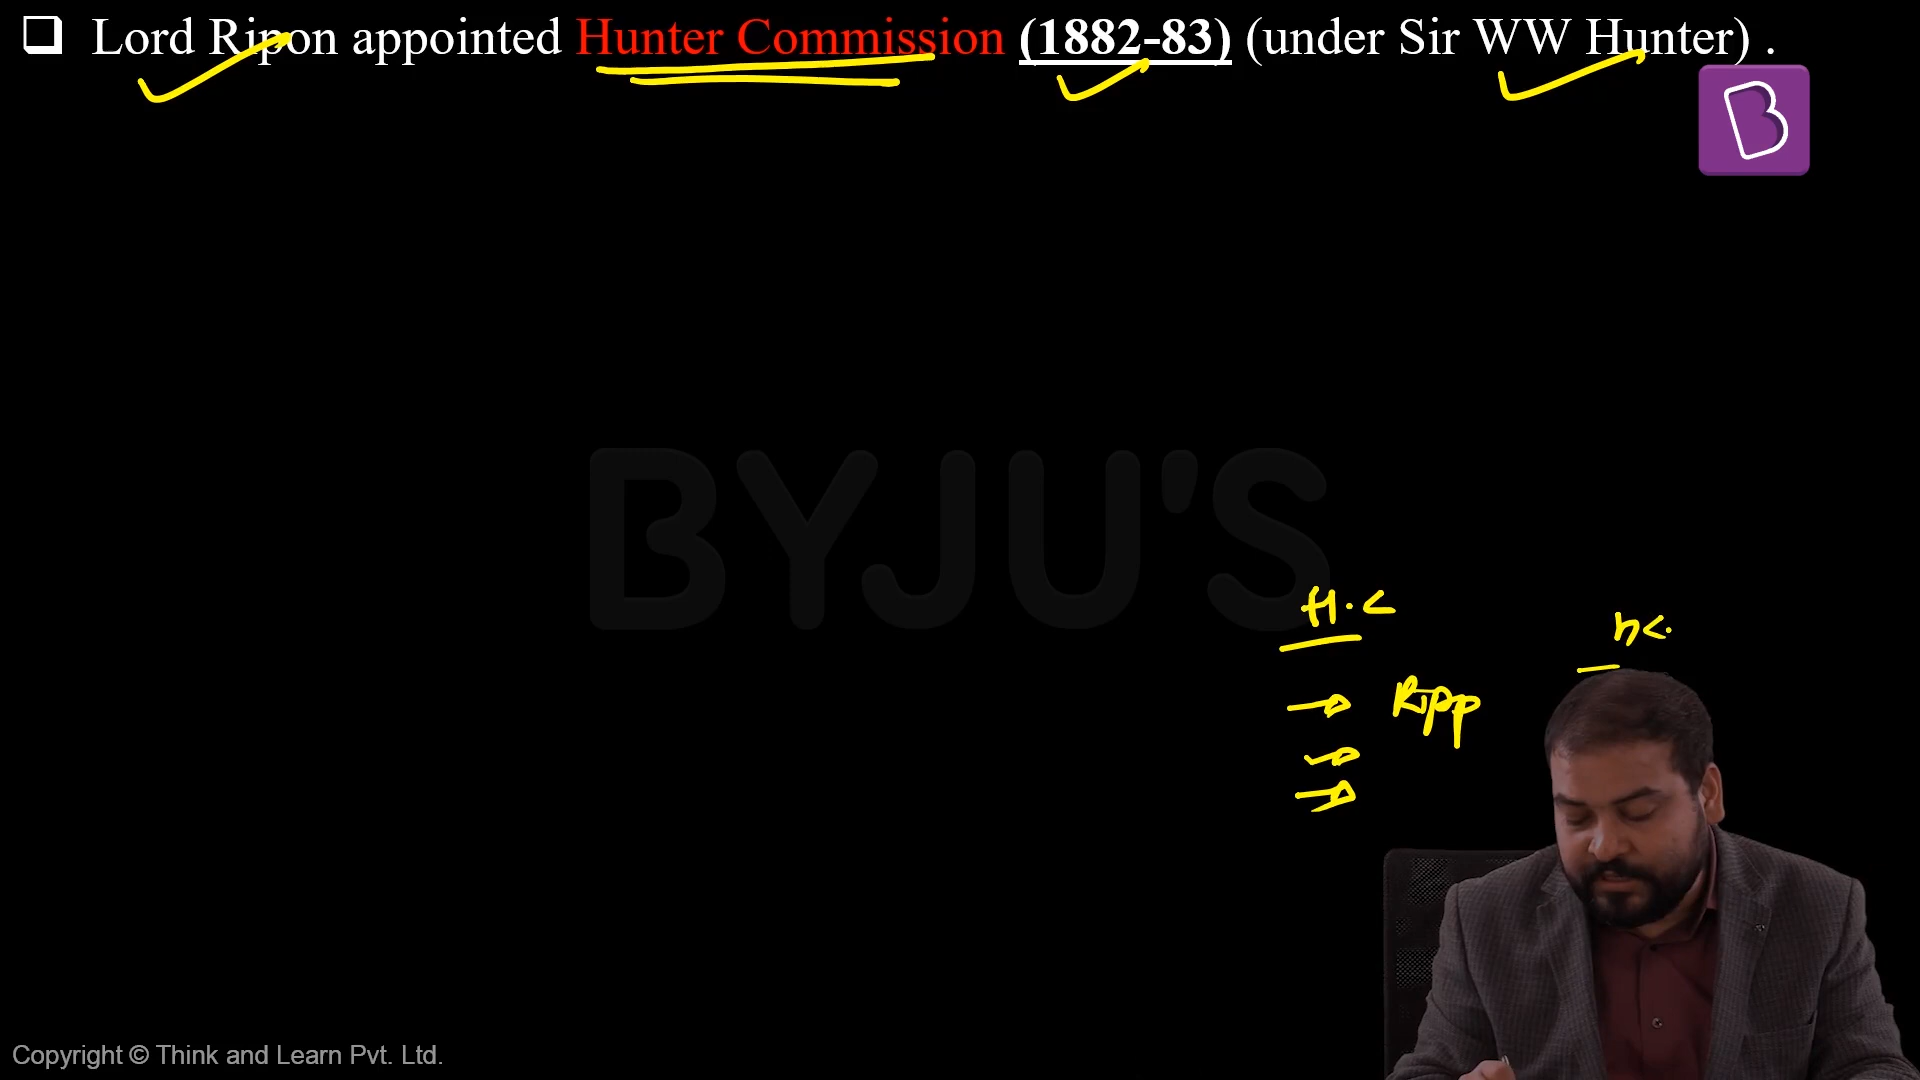 ❑ Lord Ripon appointed Hunter Commission (1882-83) (under Sir WW Hunter) .
B
BYJU'S
H.C
Ripp
Copyright © Think and Learn Pvt. Ltd.